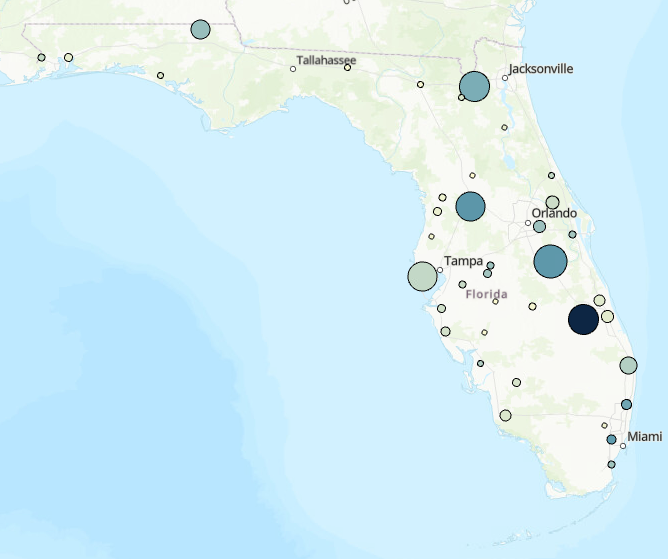 Tallahassee
Jacksonville
Orlando
Tampa
Florida
Miami